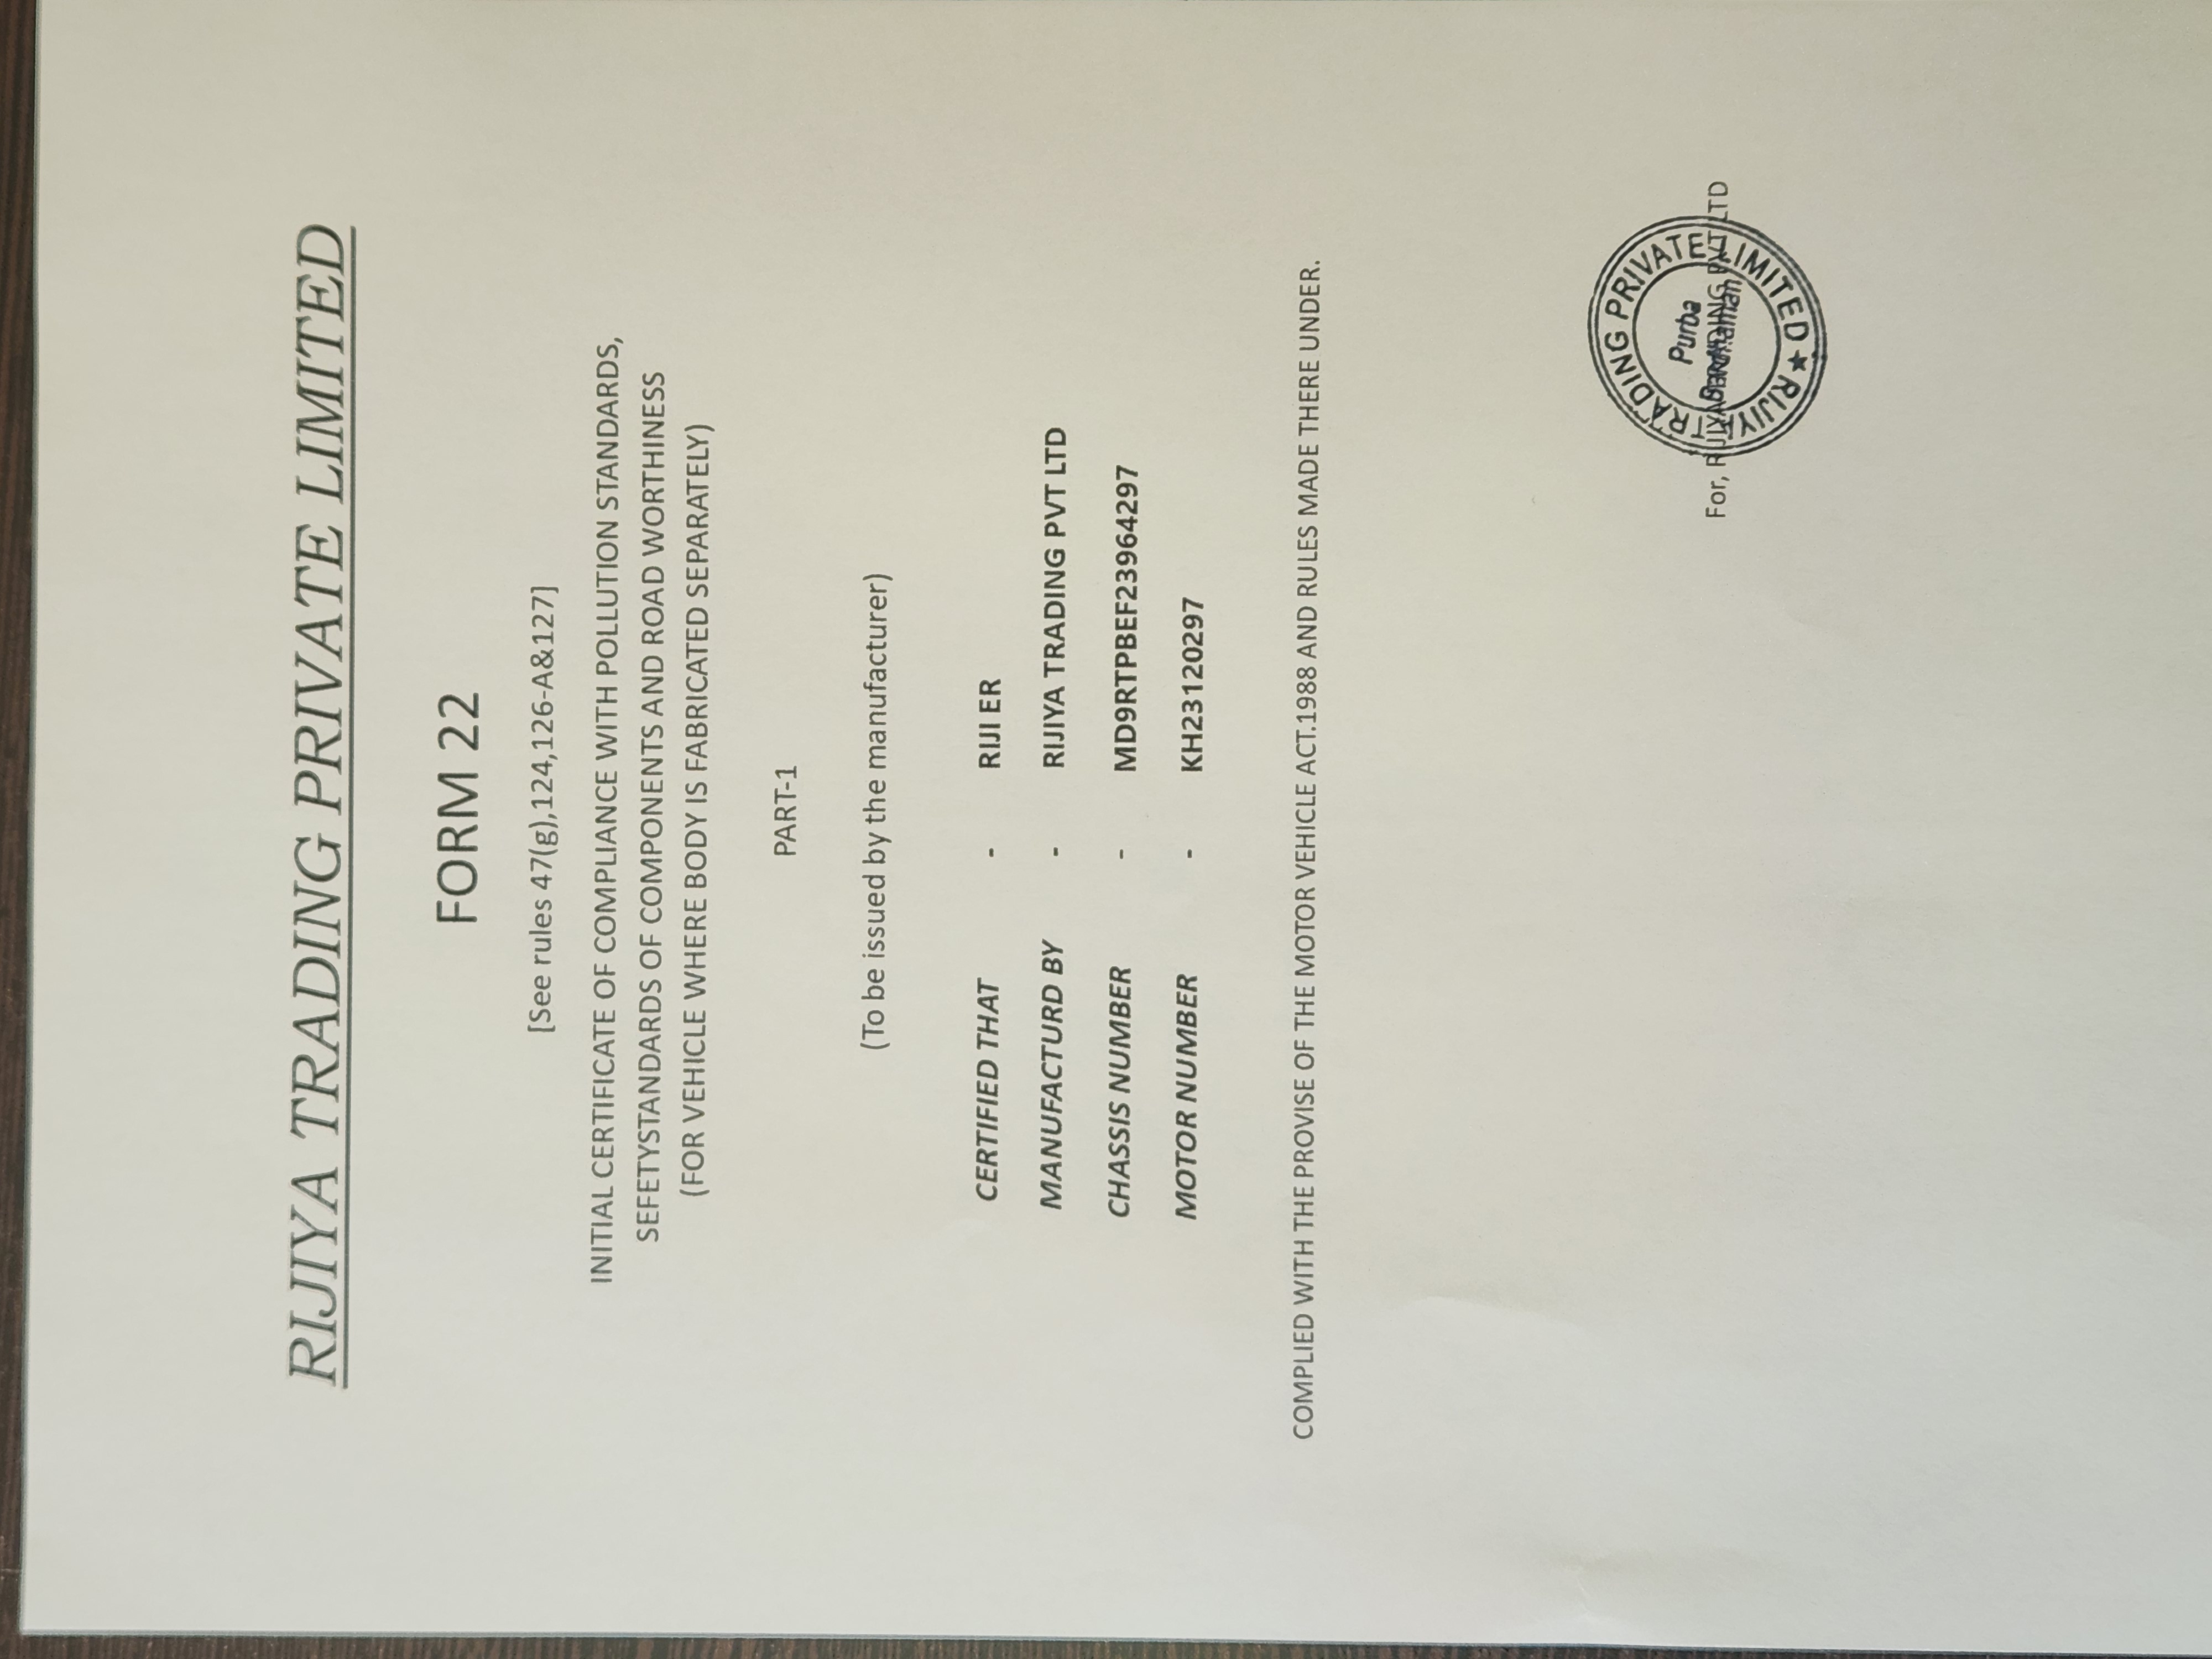 RIJIYA TRADING PRIVATE LIMITED
FORM 22
[See rules 47(g),124,126-A&127]
INITIAL CERTIFICATE OF COMPLIANCE WITH POLLUTION STANDARDS,
SEFETYSTANDARDS OF COMPONENTS AND ROAD WORTHINESS
(FOR VEHICLE WHERE BODY IS FABRICATED SEPARATELY)
PART-1
(To be issued by the manufacturer)
CERTIFIED THAT - RIJI ER
MANUFACTURD BY - RIJIYA TRADING PVT LTD
CHASSIS NUMBER - MD9RTPBEF23964297
MOTOR NUMBER - KH23120297
COMPLIED WITH THE PROVISE OF THE MOTOR VEHICLE ACT.1988 AND RULES MADE THERE UNDER.
For, RIJIYA TRADING PVT LTD
RIJIYA TRADING PRIVATE LIMITED ★
Purba
Bardhaman